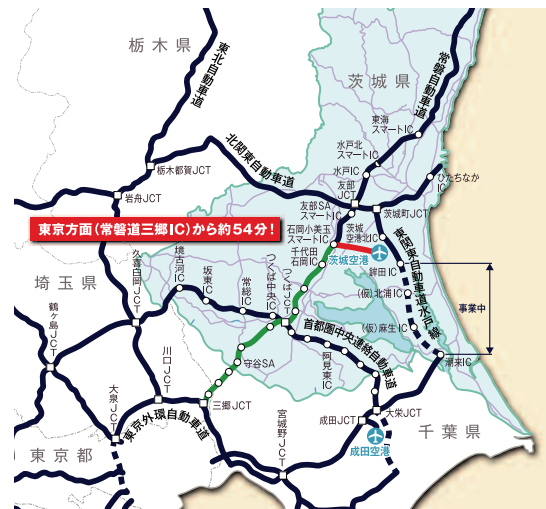 栃木県
東北自動車道
茨城県
常磐自動車道
東海
スマートIC
水戸北
スマートIC
北関東自動車道
水戸IC
栃木都賀JCT
友部
JCT
ひたちなか
IC
岩舟JCT
友部SA
スマートIC
茨城町JCT
東京方面(常磐道三郷IC)から約54分!
石岡小美玉
スマートIC
茨城
空港北IC
東関東自動車道水戸線
千代田
石岡IC
茨城空港
鉾田IC
埼玉県
久喜白岡JCT
境古河IC
坂東IC
常総IC
つくば中央IC
つくばJCT
(仮)北浦IC
事業中
鶴ヶ島JCT
首都圏中央連絡自動車道
(仮)麻生IC
川口JCT
守谷SA
阿見東IC
潮来IC
大泉JCT
三郷JCT
東京外環自動車道
宮城野JCT
成田JCT
大栄JCT
千葉県
東京都
成田空港